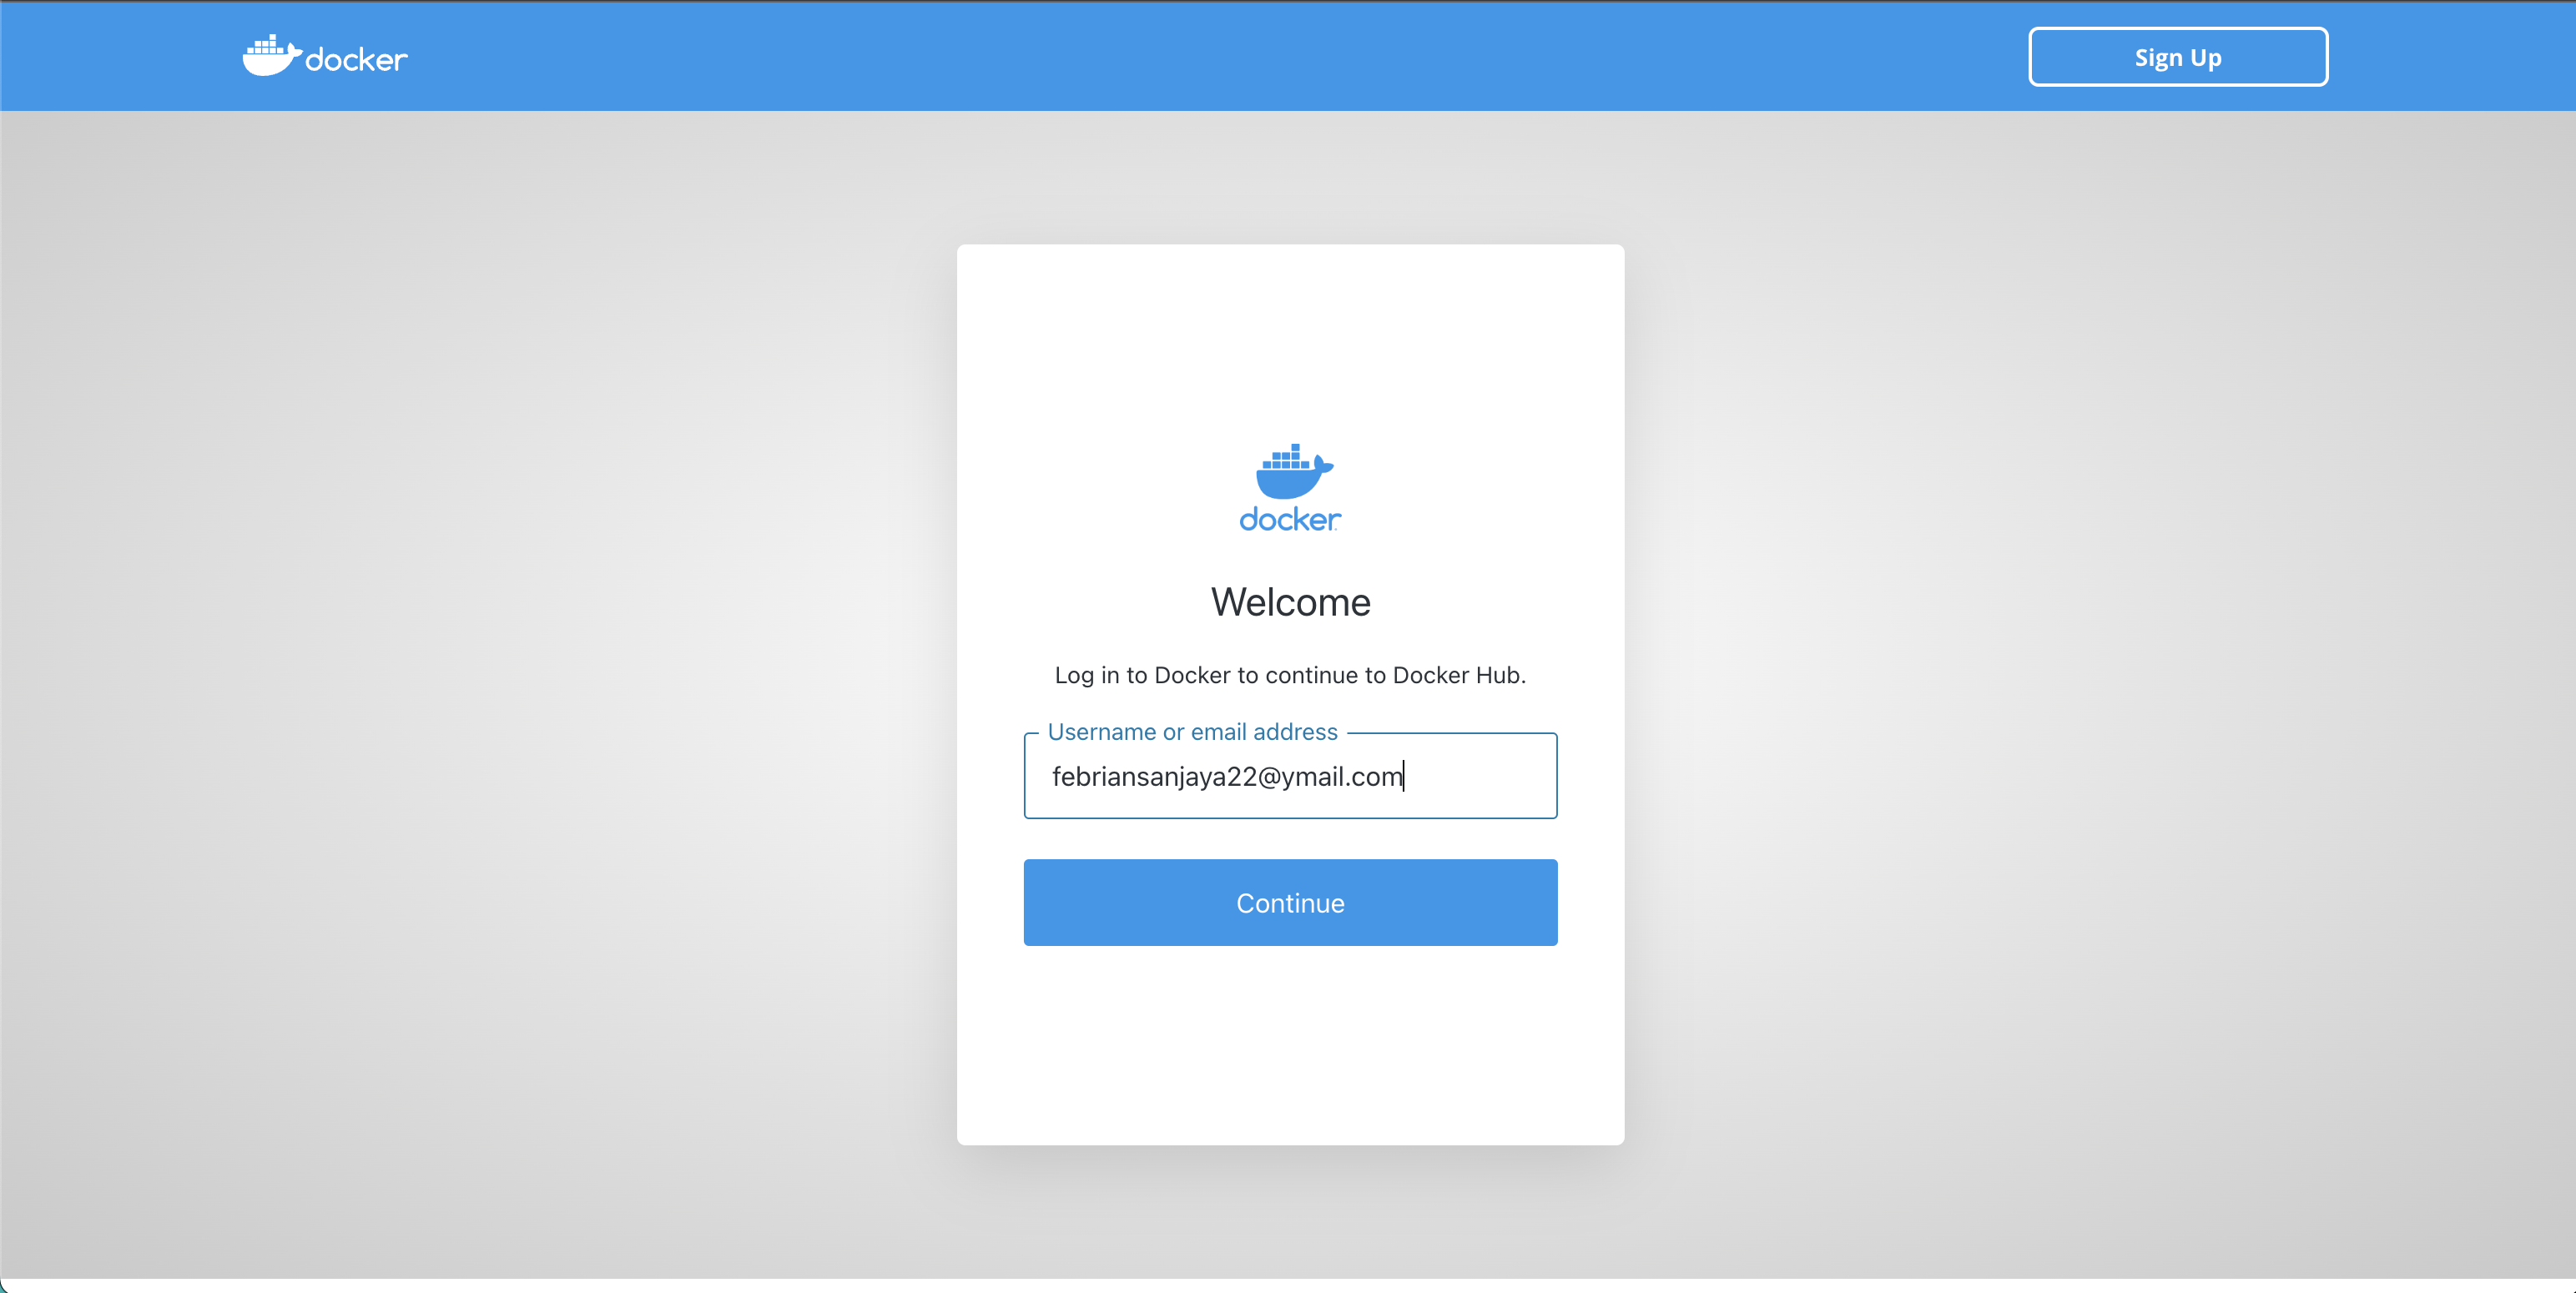 docker
Sign Up
docker
Welcome
Log in to Docker to continue to Docker Hub.
Username or email address
febriansanjaya22@ymail.com
Continue